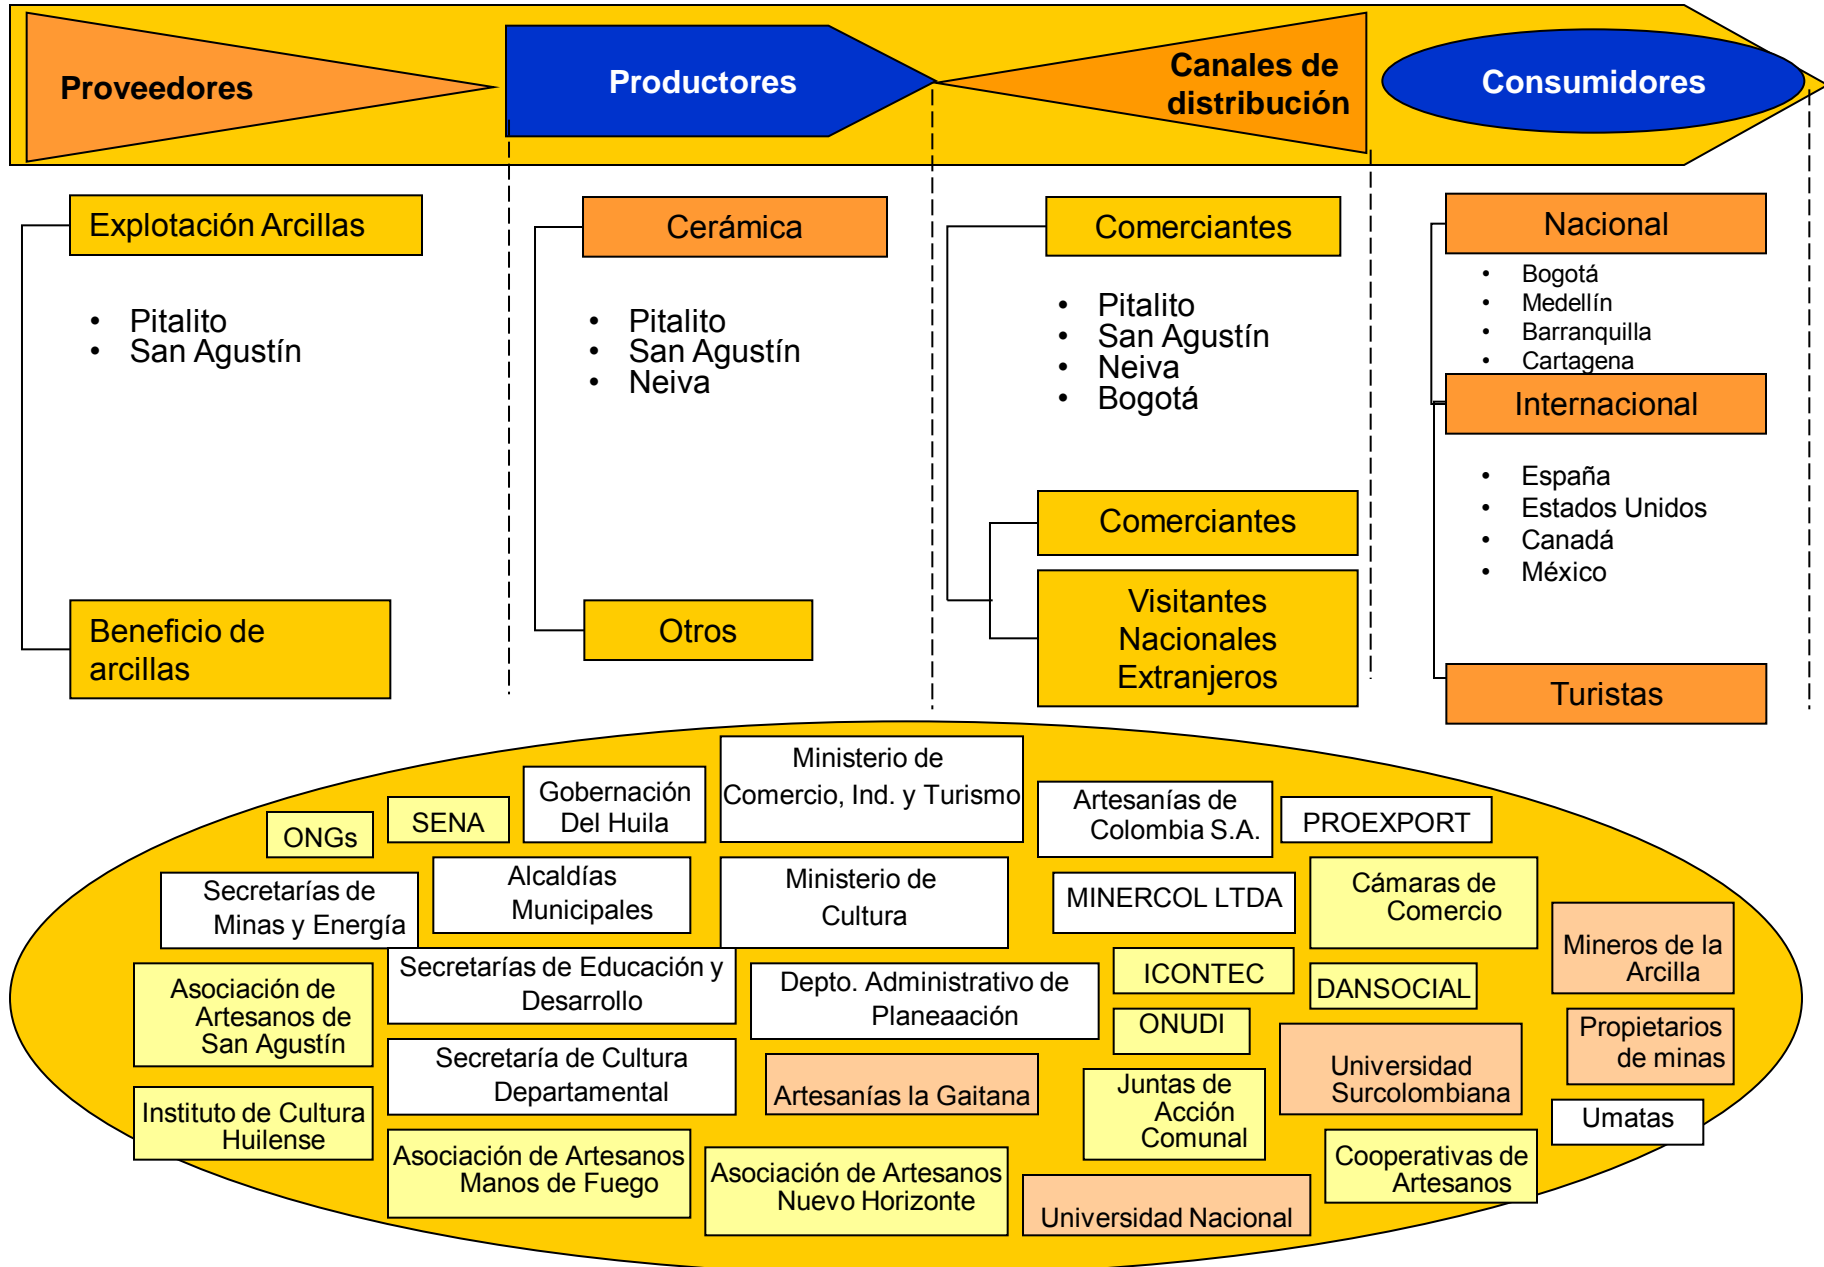 Proveedores
Productores
Canales de
distribución
Consumidores
Explotación Arcillas
• Pitalito
• San Agustín
Beneficio de
arcillas
Cerámica
• Pitalito
• San Agustín
• Neiva
Otros
Comerciantes
• Pitalito
• San Agustín
• Neiva
• Bogotá
Comerciantes
Visitantes
Nacionales
Extranjeros
Nacional
• Bogotá
• Medellín
• Barranquilla
• Cartagena
Internacional
• España
• Estados Unidos
• Canadá
• México
Turistas
ONGs
SENA
Gobernación
Del Huila
Ministerio de
Comercio, Ind. y Turismo
Artesanías de
Colombia S.A.
PROEXPORT
Secretarías de
Minas y Energía
Alcaldías
Municipales
Ministerio de
Cultura
MINERCOL LTDA
Cámaras de
Comercio
Mineros de la
Arcilla
Asociación de
Artesanos de
San Agustín
Secretarías de Educación y
Desarrollo
Depto. Administrativo de
Planeaación
ICONTEC
DANSOCIAL
ONUDI
Propietarios
de minas
Secretaría de Cultura
Departamental
Artesanías la Gaitana
Juntas de
Acción
Comunal
Universidad
Surcolombiana
Umatas
Instituto de Cultura
Huilense
Asociación de Artesanos
Manos de Fuego
Asociación de Artesanos
Nuevo Horizonte
Universidad Nacional
Cooperativas de
Artesanos